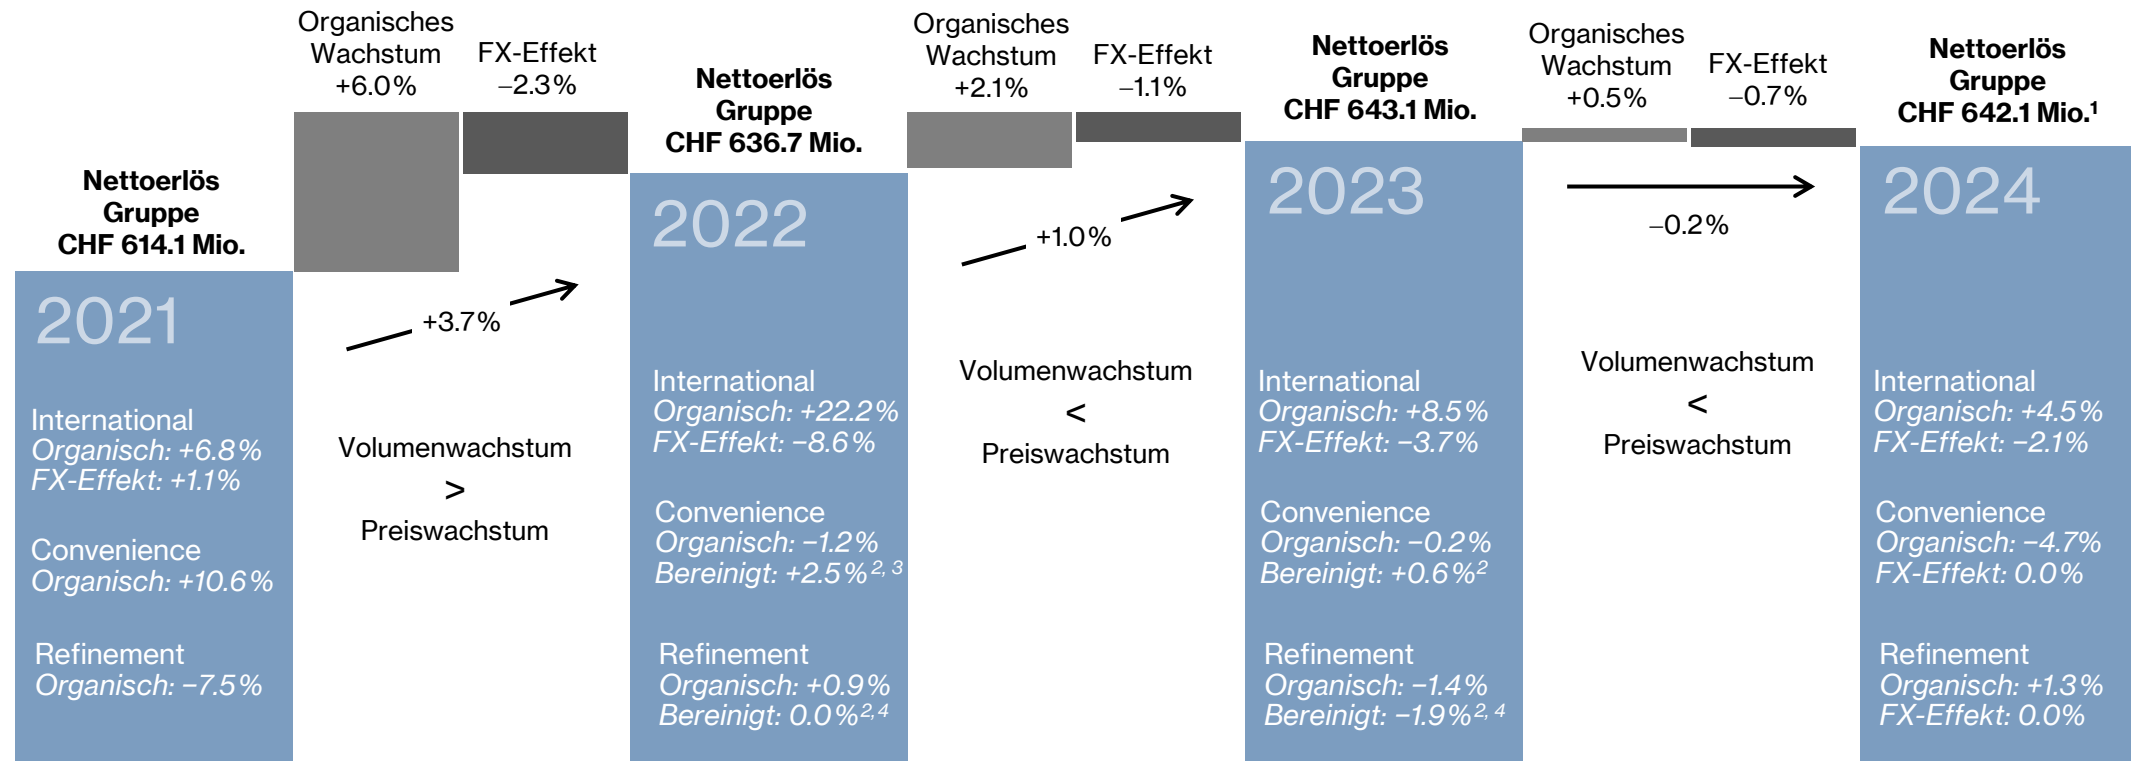 Nettoerlös
Gruppe
CHF 614.1 Mio.
2021
International
Organisch: +6.8%
FX-Effekt: +1.1%
Convenience
Organisch: +10.6%
Refinement
Organisch: −7.5%
Organisches
Wachstum
+6.0%
FX-Effekt
−2.3%
+3.7%
Volumenwachstum
>
Preiswachstum
Nettoerlös
Gruppe
CHF 636.7 Mio.
2022
International
Organisch: +22.2%
FX-Effekt: −8.6%
Convenience
Organisch: −1.2%
Bereinigt: +2.5%2, 3
Refinement
Organisch: +0.9%
Bereinigt: 0.0%2, 4
Organisches
Wachstum
+2.1%
FX-Effekt
−1.1%
+1.0%
Volumenwachstum
<
Preiswachstum
Nettoerlös
Gruppe
CHF 643.1 Mio.
2023
International
Organisch: +8.5%
FX-Effekt: −3.7%
Convenience
Organisch: −0.2%
Bereinigt: +0.6%2
Refinement
Organisch: −1.4%
Bereinigt: −1.9%2, 4
Organisches
Wachstum
+0.5%
FX-Effekt
−0.7%
−0.2%
Volumenwachstum
<
Preiswachstum
Nettoerlös
Gruppe
CHF 642.1 Mio.1
2024
International
Organisch: +4.5%
FX-Effekt: −2.1%
Convenience
Organisch: −4.7%
FX-Effekt: 0.0%
Refinement
Organisch: +1.3%
FX-Effekt: 0.0%